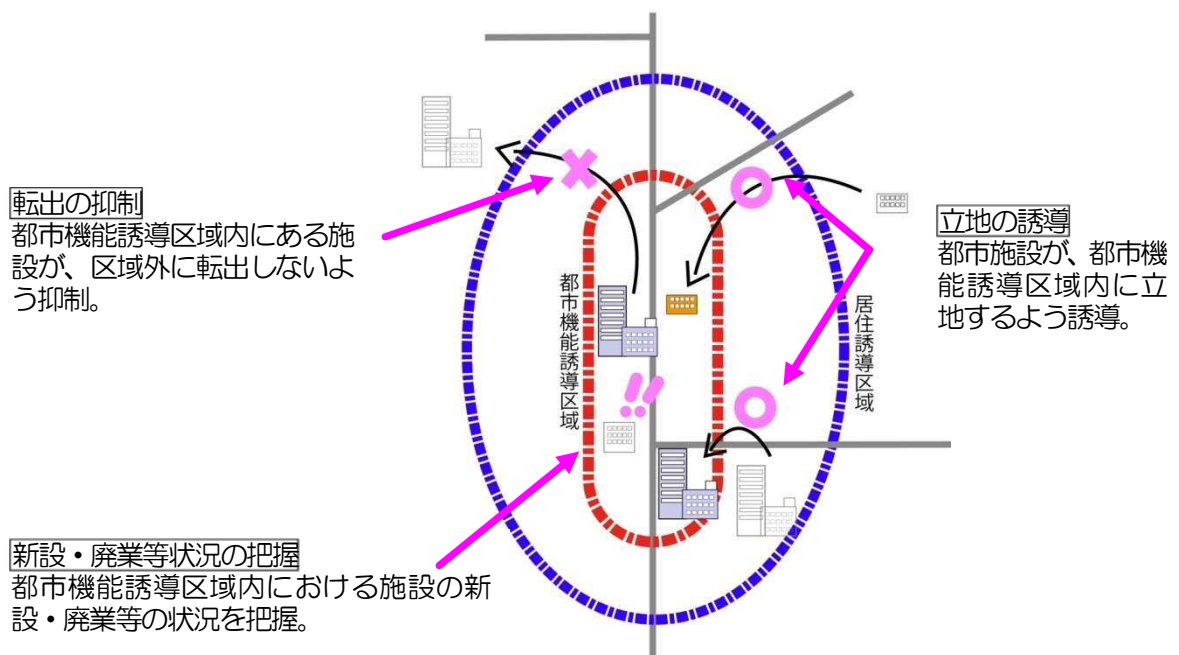 転出の抑制
都市機能誘導区域内にある施
設が、区域外に転出しないよ
う抑制。
都市機能誘導区域
居住誘導区域
立地の誘導
都市施設が、都市機
能誘導区域内に立
地するよう誘導。
新設・廃業等状況の把握
都市機能誘導区域内における施設の新
設・廃業等の状況を把握。